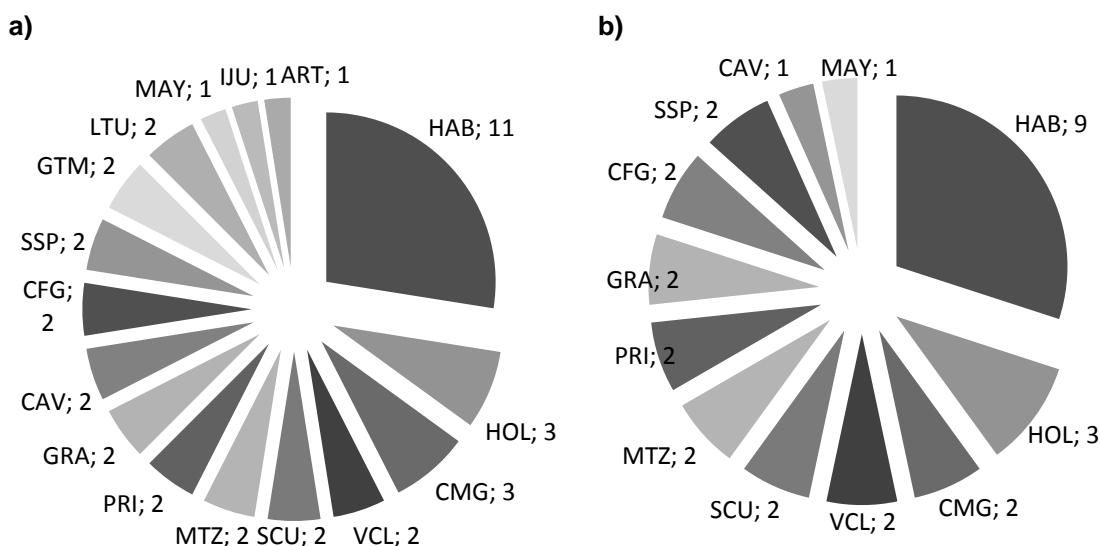 a)
HAB; 11
HOL; 3
CMG; 3
VCL; 2
SCU; 2
MTZ; 2
PRI; 2
GRA; 2
CAV; 2
CFG;
2
SSP; 2
GTM; 2
LTU; 2
MAY; 1
IJU; 1
ART; 1
b)
HAB; 9
HOL; 3
CMG; 2
VCL; 2
SCU; 2
MTZ; 2
PRI; 2
GRA; 2
CFG; 2
SSP; 2
CAV; 1
MAY; 1